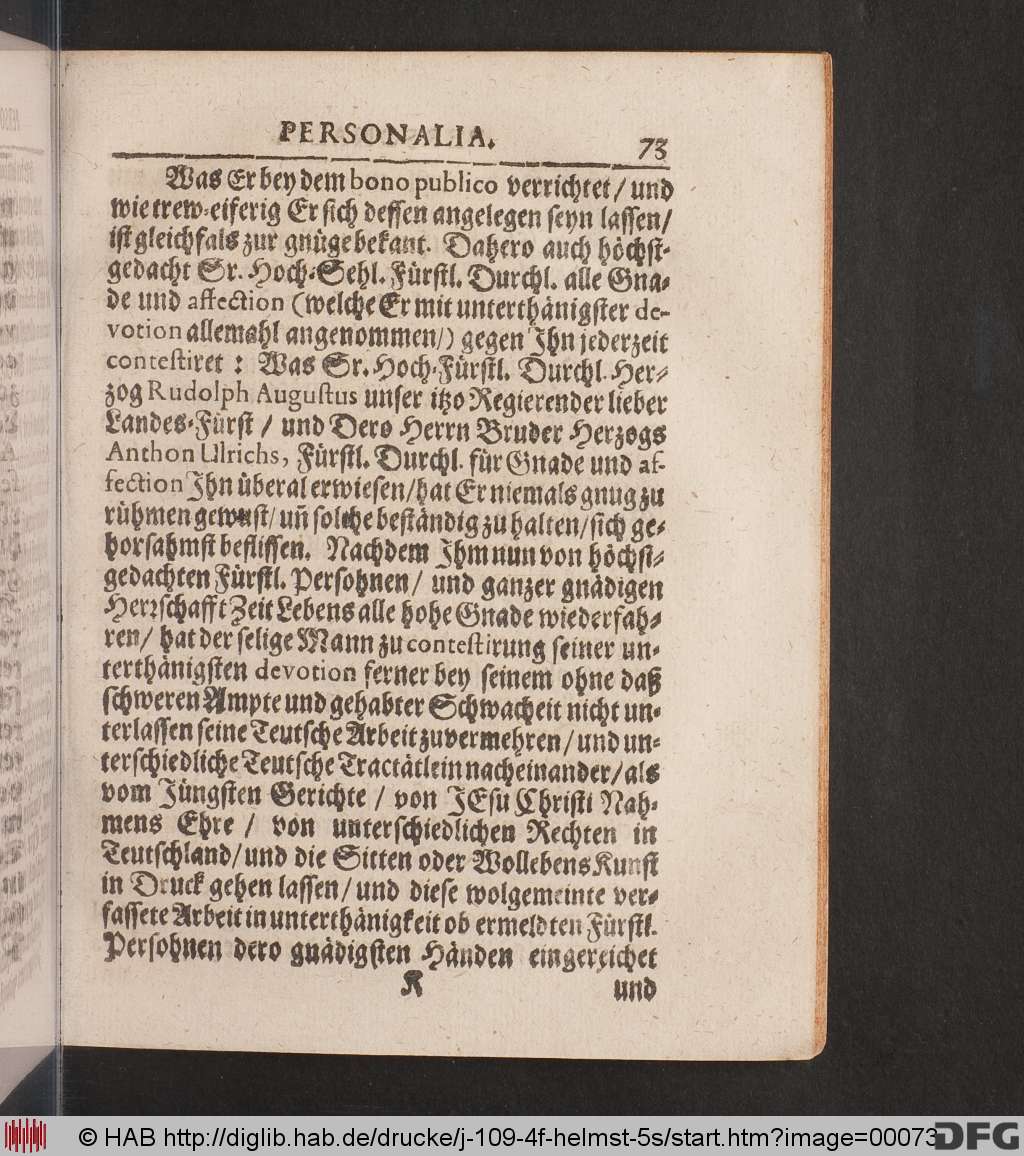 PERSONALIA. 73
Was Er bey dem bono publico verrichtet / und
wie trew-eiferig Er sich dessen angelegen seyn lassen/
ist gleichfals zur gnüge bekant. Dahero auch höchst-
gedacht Sr. Hoch-Sehl. Fürstl. Durchl. alle Gna-
de und affection (welche Er mit unterthänigster de-
votion allemahl angenommen/) gegen Ihn jederzeit
contestiret : Was Sr. Hoch-Fürstl. Durchl. Her-
zog Rudolph Augustus unser itzo Regierender lieber
Landes-Fürst / und Dero Herrn Bruder Herzogs
Anthon Ulrichs, Fürstl. Durchl. für Gnade und af-
fection Ihn überal erwiesen/hat Er niemals gnug zu
rühmen gewust/ uñ solche beständig zu halten/sich ge-
horsahmst beflissen. Nachdem Ihm nun von höchst-
gedachten Fürstl. Persohnen/ und ganzer gnädigen
Herrschafft Zeit Lebens alle hohe Gnade wiederfah-
ren/ hat der selige Mann zu contestirung seiner un-
terthänigsten devotion ferner bey seinem ohne daß
schweren Ampte und gehabter Schwacheit nicht un-
terlassen seine Teutsche Arbeit zuvermehren/und un-
terschiedliche Teutsche Tractätlein nacheinander/als
vom Jüngsten Gerichte / von JEsu Christi Nah-
mens Ehre / von unterschiedlichen Rechten in
Teutschland/und die Sitten oder Wollebens Kunst
in Druck gehen lassen/und diese wolgemeinte ver-
fassete Arbeit in unterthänigkeit ob ermeldten Fürstl.
Persohnen dero gnädigsten Händen eingereichet
K und
© HAB http://diglib.hab.de/drucke/j-109-4f-helmst-5s/start.htm?image=00073
DFG